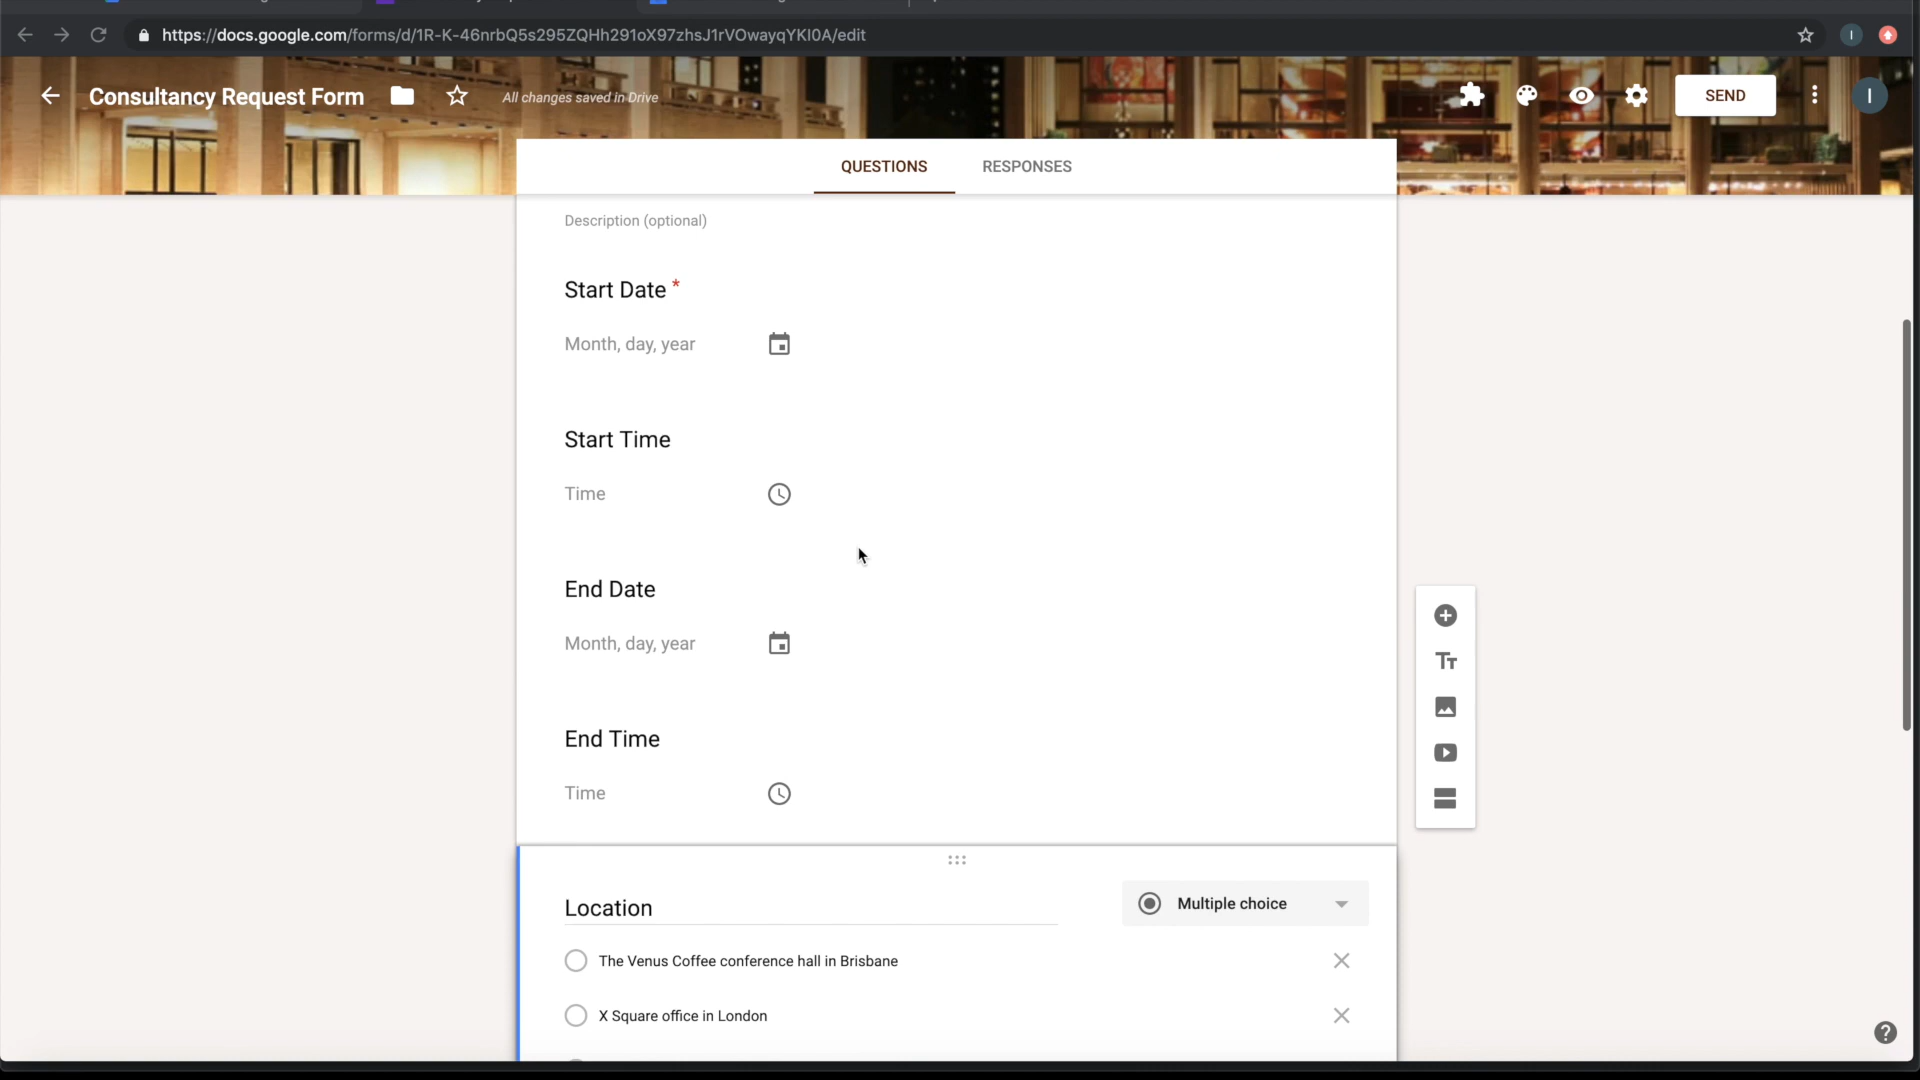 https://docs.google.com/forms/d/1R-K-46nrbQ5s295ZQHh291oX97zhsJ1rVOwayqYKI0A/edit
I
Consultancy Request Form
All changes saved in Drive
SEND
I
QUESTIONS
RESPONSES
Description (optional)
Start Date *
Month, day, year
Start Time
Time
End Date
Month, day, year
Tт
End Time
Time
Location
Multiple choice
The Venus Coffee conference hall in Brisbane
X Square office in London
?